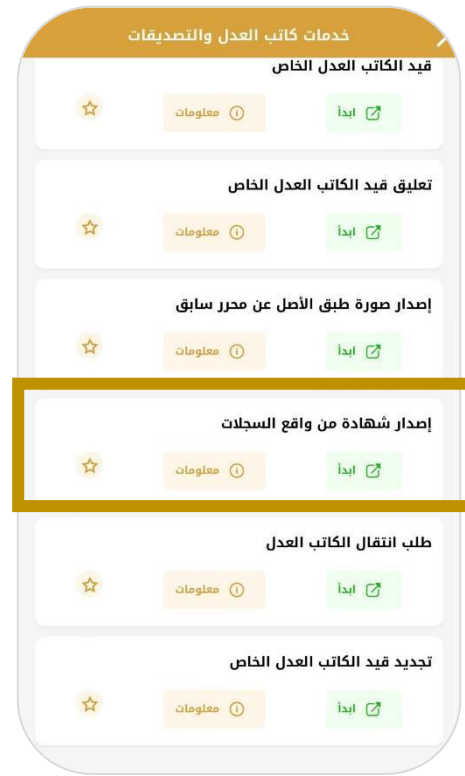 خدمات كاتب العدل والتصديقات
قيد الكاتب العدل الخاص
ابدأ معلومات
تعليق قيد الكاتب العدل الخاص
ابدأ معلومات
إصدار صورة طبق الأصل عن محرر سابق
ابدأ معلومات
إصدار شهادة من واقع السجلات
ابدأ معلومات
طلب انتقال الكاتب العدل
ابدأ معلومات
تجديد قيد الكاتب العدل الخاص
ابدأ معلومات